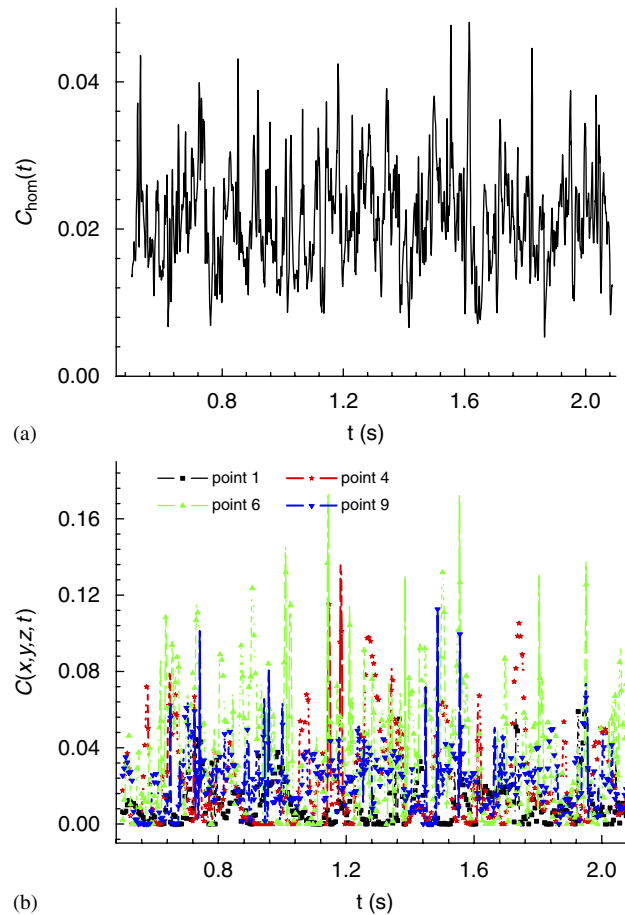 0.04
0.02
0.00
C_hom(t)
0.8 1.2 1.6 2.0
(a) t (s)
point 1 point 4
point 6 point 9
0.16
0.12
0.08
0.04
0.00
C(x,y,z,t)
0.8 1.2 1.6 2.0
(b) t (s)